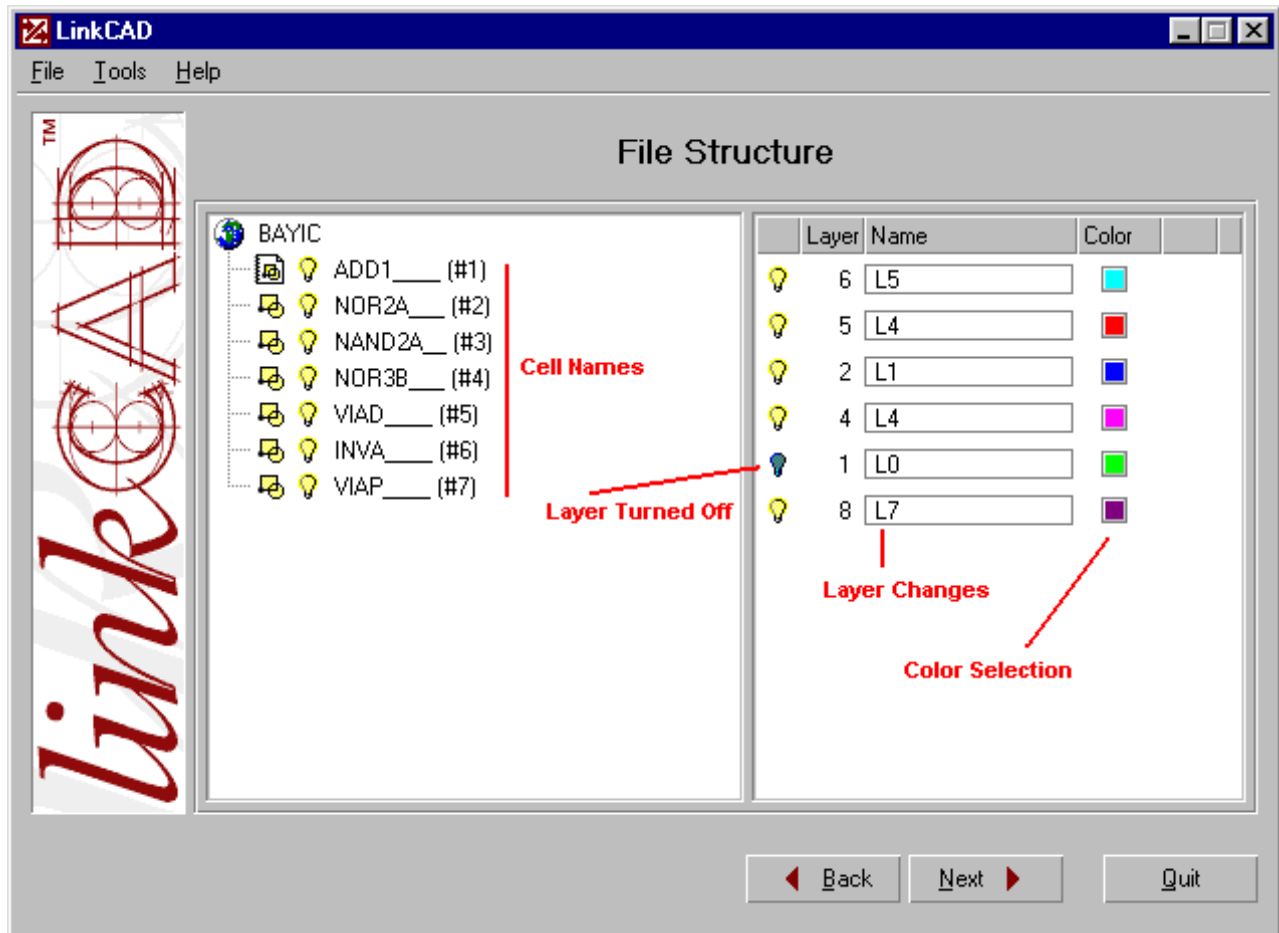 LinkCAD
File Tools Help
linkCAD™
File Structure
BAYIC
ADD1____ (#1)
NOR2A___ (#2)
NAND2A__ (#3)
NOR3B___ (#4)
VIAD____ (#5)
INVA____ (#6)
VIAP____ (#7)
Cell Names
Layer Turned Off
Layer Name Color
6 L5
5 L4
2 L1
4 L4
1 L0
8 L7
Layer Changes
Color Selection
Back Next Quit